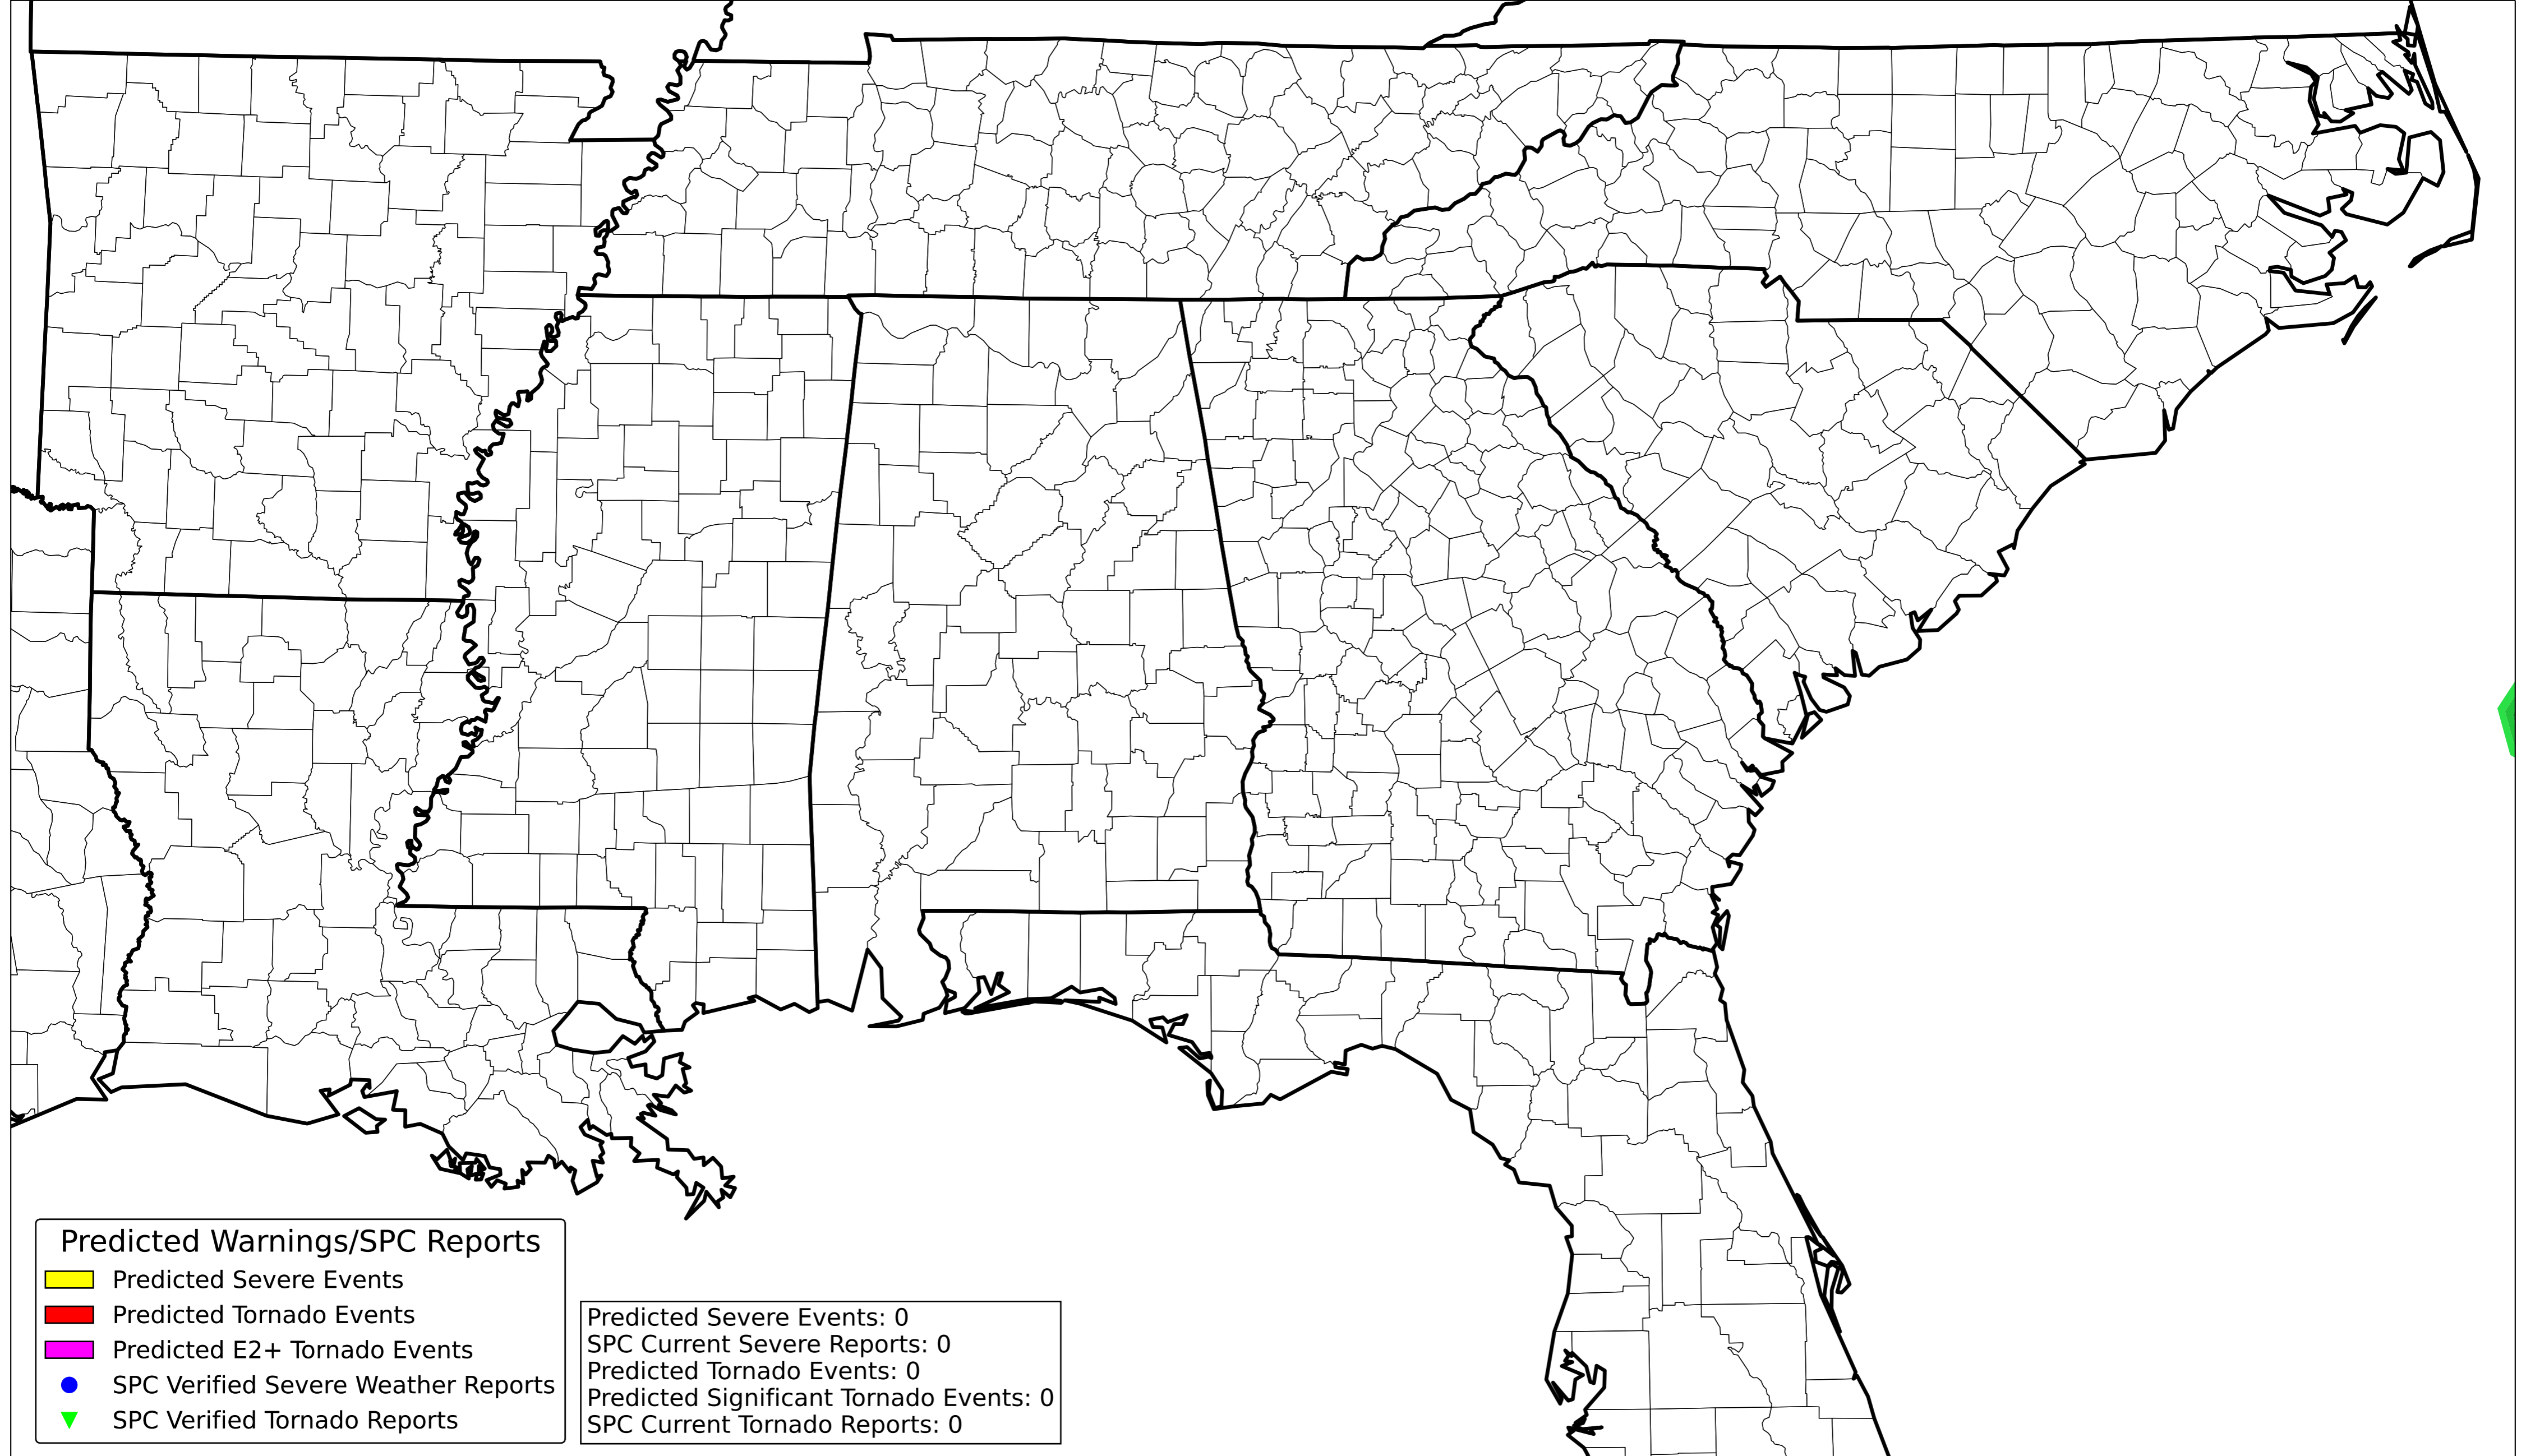 Predicted Warnings/SPC Reports
Predicted Severe Events
Predicted Tornado Events
Predicted E2+ Tornado Events
SPC Verified Severe Weather Reports
SPC Verified Tornado Reports
Predicted Severe Events: 0
SPC Current Severe Reports: 0
Predicted Tornado Events: 0
Predicted Significant Tornado Events: 0
SPC Current Tornado Reports: 0